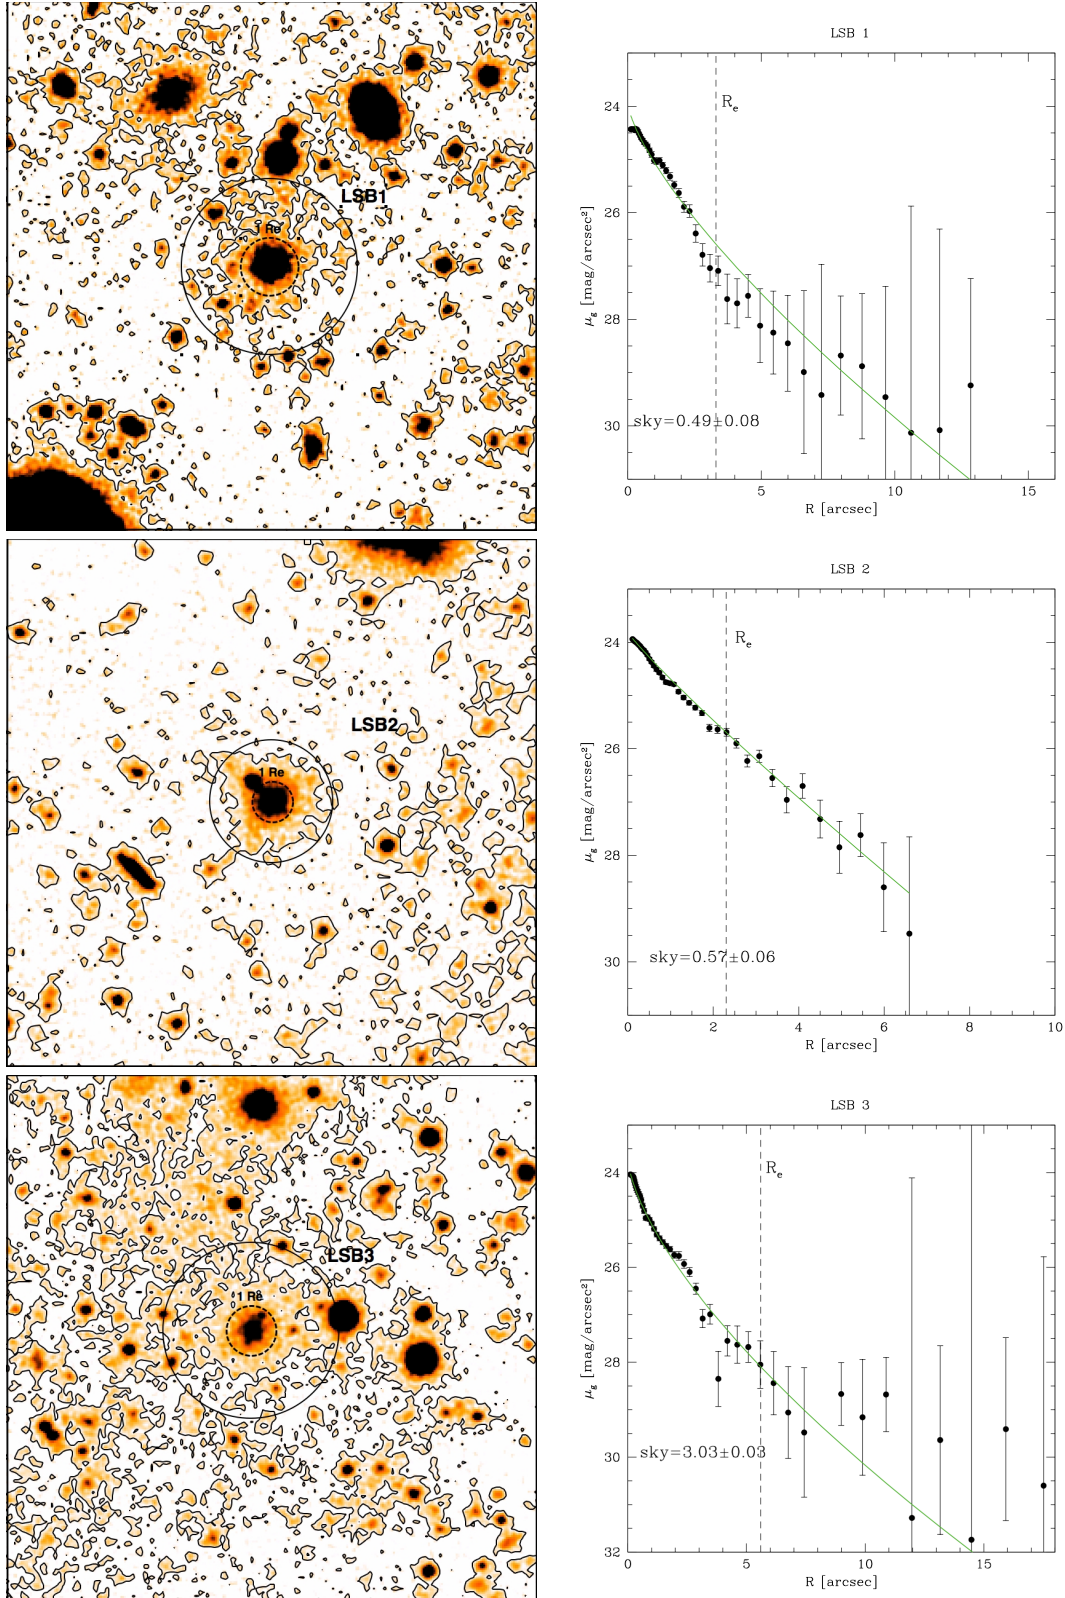 LSB1
1 Re
LSB 1
24
26
28
30
μg [mag/arcsec²]
Re
sky=0.49±0.08
0 5 10 15
R [arcsec]
LSB2
1 Re
LSB 2
24
26
28
30
μg [mag/arcsec²]
Re
sky=0.57±0.06
0 2 4 6 8 10
R [arcsec]
LSB3
1 Re
LSB 3
24
26
28
30
32
μg [mag/arcsec²]
Re
sky=3.03±0.03
0 5 10 15
R [arcsec]